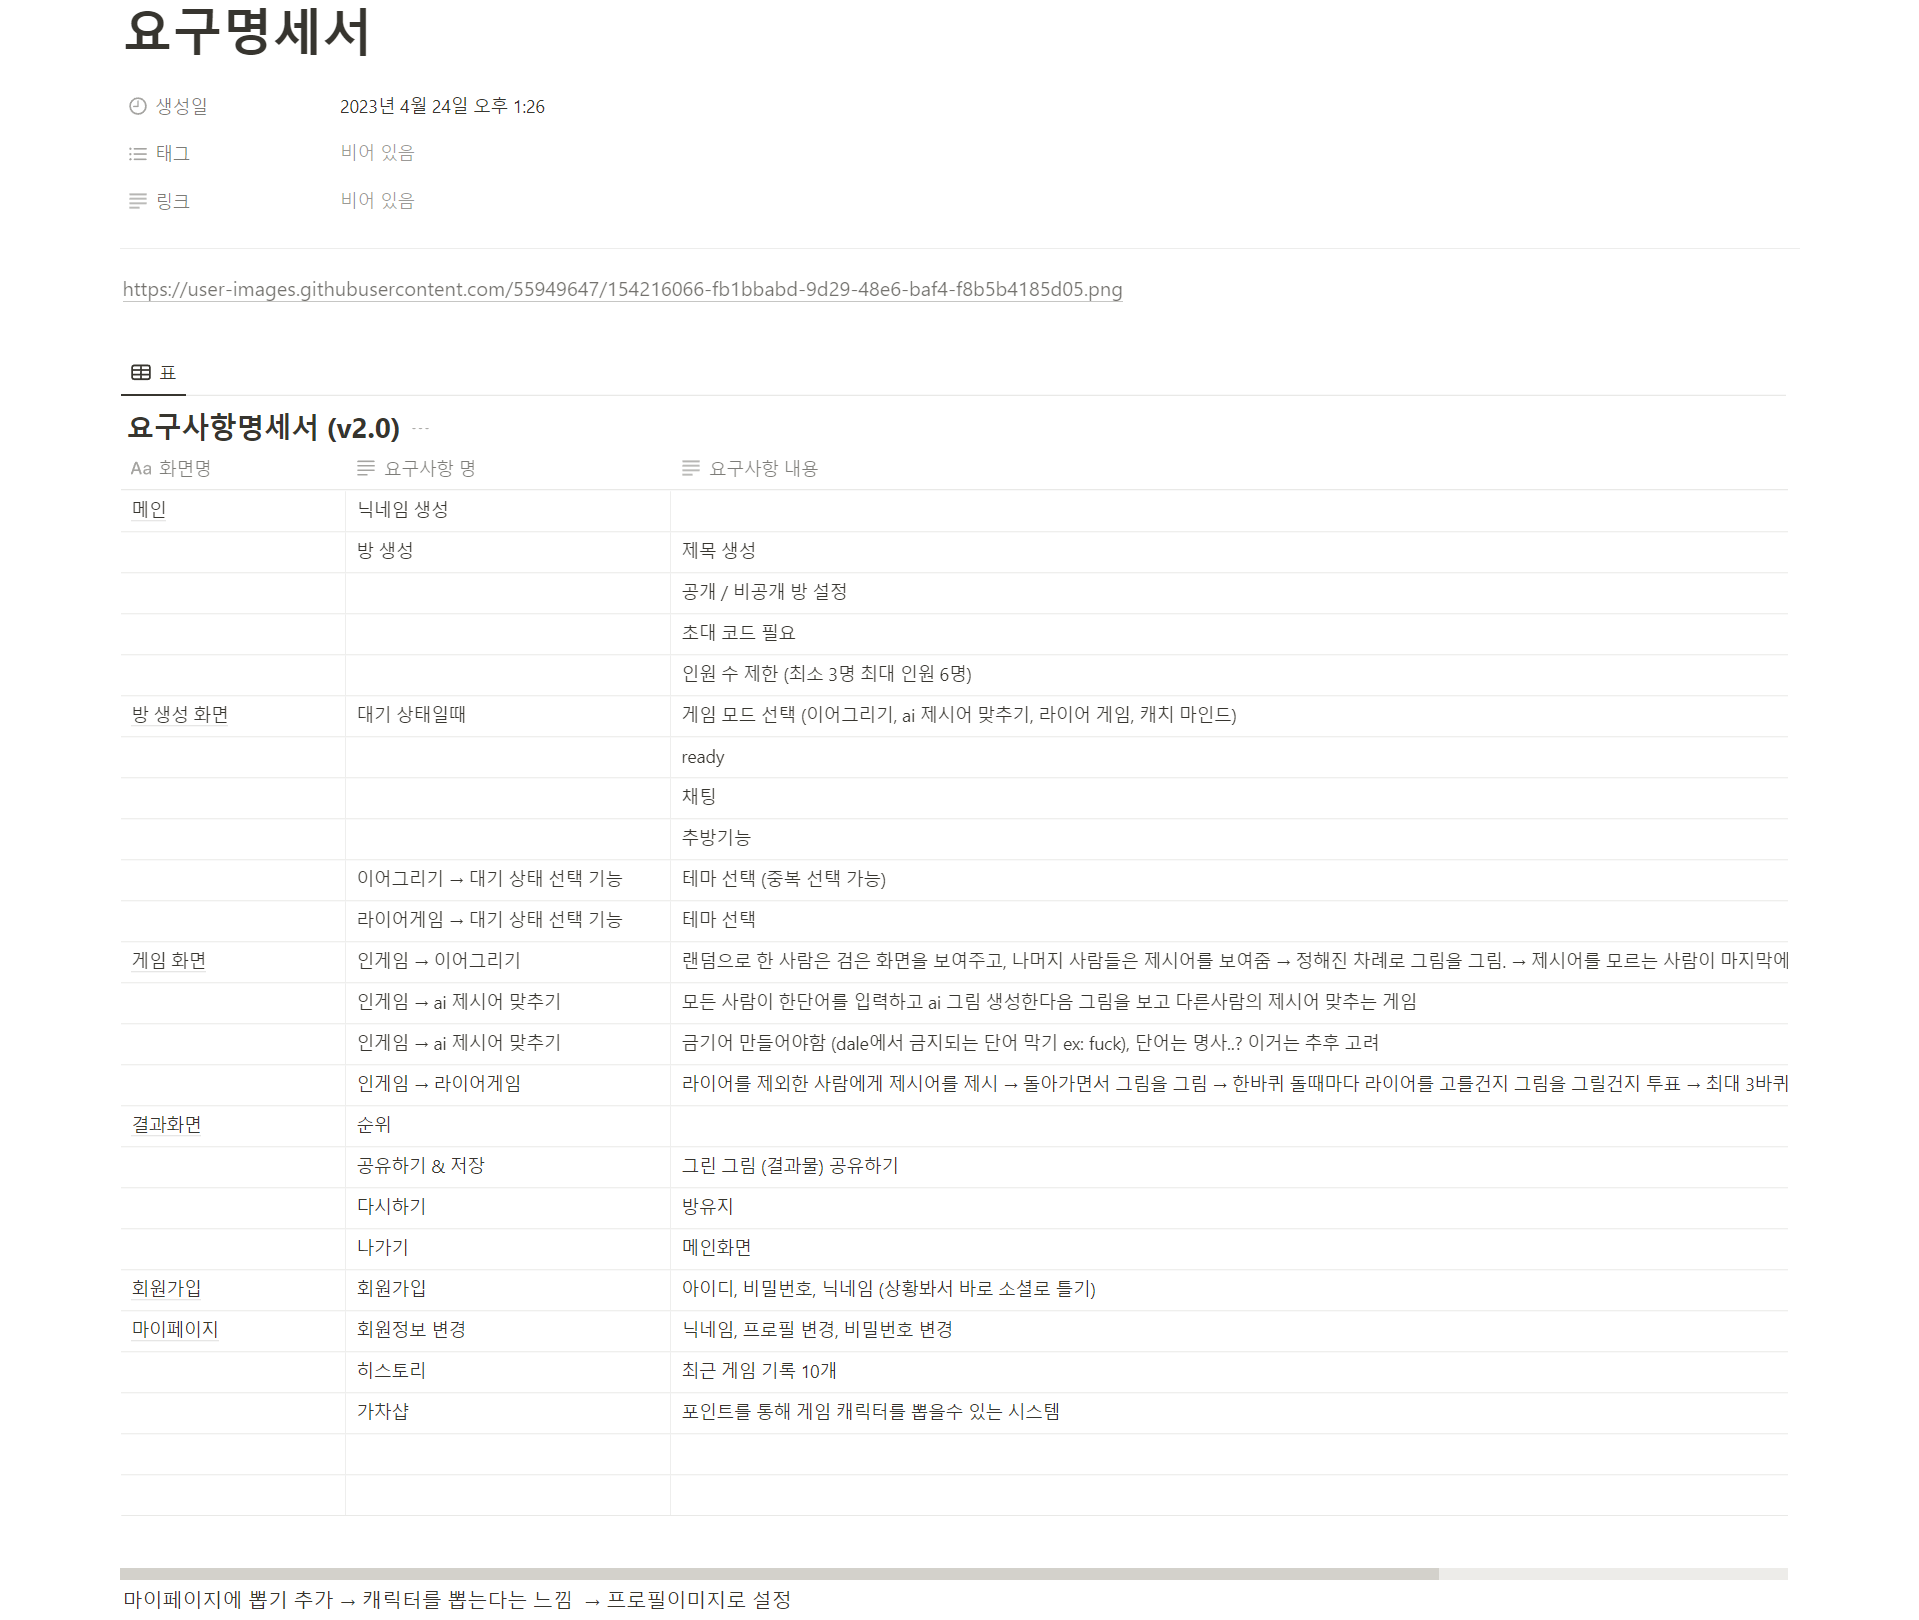 요구명세서
생성일 2023년 4월 24일 오후 1:26
태그 비어 있음
링크 비어 있음
https://user-images.githubusercontent.com/55949647/154216066-fb1bbabd-9d29-48e6-baf4-f8b5b4185d05.png
표
요구사항명세서 (v2.0) ---
Aa 화면명 요구사항 명 요구사항 내용
메인 닉네임 생성
방 생성 제목 생성
공개 / 비공개 방 설정
초대 코드 필요
인원 수 제한 (최소 3명 최대 인원 6명)
방 생성 화면 대기 상태일때 게임 모드 선택 (이어그리기, ai 제시어 맞추기, 라이어 게임, 캐치 마인드)
ready
채팅
추방기능
이어그리기 → 대기 상태 선택 기능 테마 선택 (중복 선택 가능)
라이어게임 → 대기 상태 선택 기능 테마 선택
게임 화면 인게임 → 이어그리기 랜덤으로 한 사람은 검은 화면을 보여주고, 나머지 사람들은 제시어를 보여줌 → 정해진 차례로 그림을 그림. → 제시어를 모르는 사람이 마지막에
인게임 → ai 제시어 맞추기 모든 사람이 한단어를 입력하고 ai 그림 생성한다음 그림을 보고 다른사람의 제시어 맞추는 게임
인게임 → ai 제시어 맞추기 금기어 만들어야함 (dale에서 금지되는 단어 막기 ex: fuck), 단어는 명사..? 이거는 추후 고려
인게임 → 라이어게임 라이어를 제외한 사람에게 제시어를 제시 → 돌아가면서 그림을 그림 → 한바퀴 돌때마다 라이어를 고를건지 그림을 그릴건지 투표 → 최대 3바퀴
결과화면 순위
공유하기 & 저장 그린 그림 (결과물) 공유하기
다시하기 방유지
나가기 메인화면
회원가입 회원가입 아이디, 비밀번호, 닉네임 (상황봐서 바로 소셜로 틀기)
마이페이지 회원정보 변경 닉네임, 프로필 변경, 비밀번호 변경
히스토리 최근 게임 기록 10개
가차샵 포인트를 통해 게임 캐릭터를 뽑을수 있는 시스템
마이페이지에 뽑기 추가 → 캐릭터를 뽑는다는 느낌 → 프로필이미지로 설정